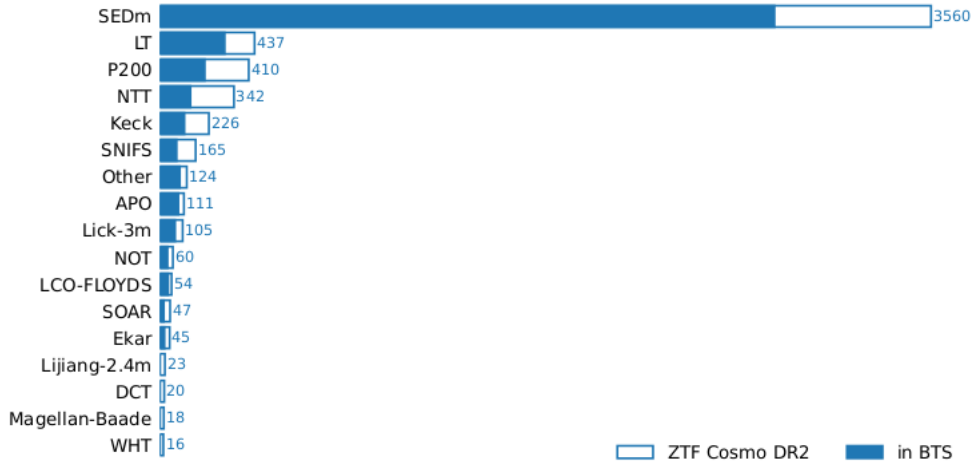 SEDm 3560
LT 437
P200 410
NTT 342
Keck 226
SNIFS 165
Other 124
APO 111
Lick-3m 105
NOT 60
LCO-FLOYDS 54
SOAR 47
Ekar 45
Lijiang-2.4m 23
DCT 20
Magellan-Baade 18
WHT 16
ZTF Cosmo DR2 in BTS